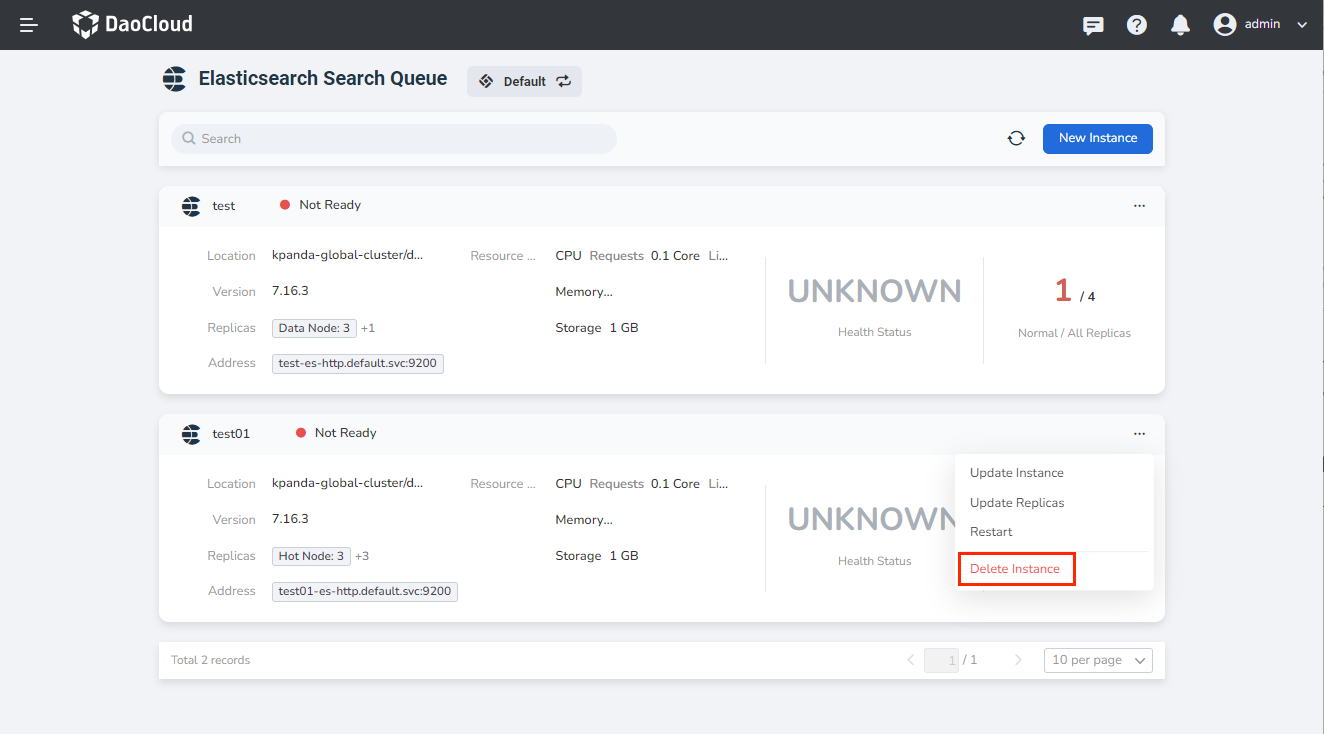 DaoCloud
admin
Elasticsearch Search Queue
Default
Search
New Instance
test
Not Ready
...
Location kpanda-global-cluster/d... Resource ... CPU Requests 0.1 Core Li...
Version 7.16.3 Memory...
Replicas Data Node: 3 +1 Storage 1 GB
Address test-es-http.default.svc:9200
UNKNOWN
Health Status
1 / 4
Normal / All Replicas
test01
Not Ready
...
Location kpanda-global-cluster/d... Resource ... CPU Requests 0.1 Core Li...
Version 7.16.3 Memory...
Replicas Hot Node: 3 +3 Storage 1 GB
Address test01-es-http.default.svc:9200
UNKNOWN
Health Status
Update Instance
Update Replicas
Restart
Delete Instance
Total 2 records
1 / 1
10 per page